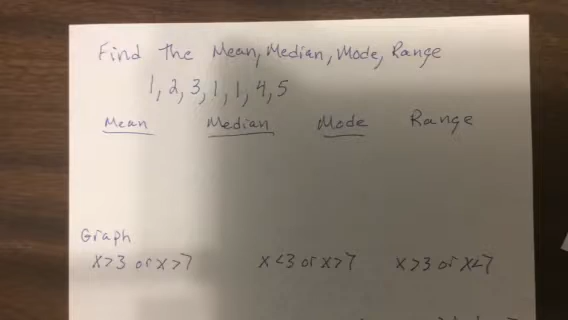 Find the Mean, Median, Mode, Range
1, 2, 3, 1, 1, 4, 5
Mean Median Mode Range
Graph
x>3 or x>7 x<3 or x>7 x>3 or x<7